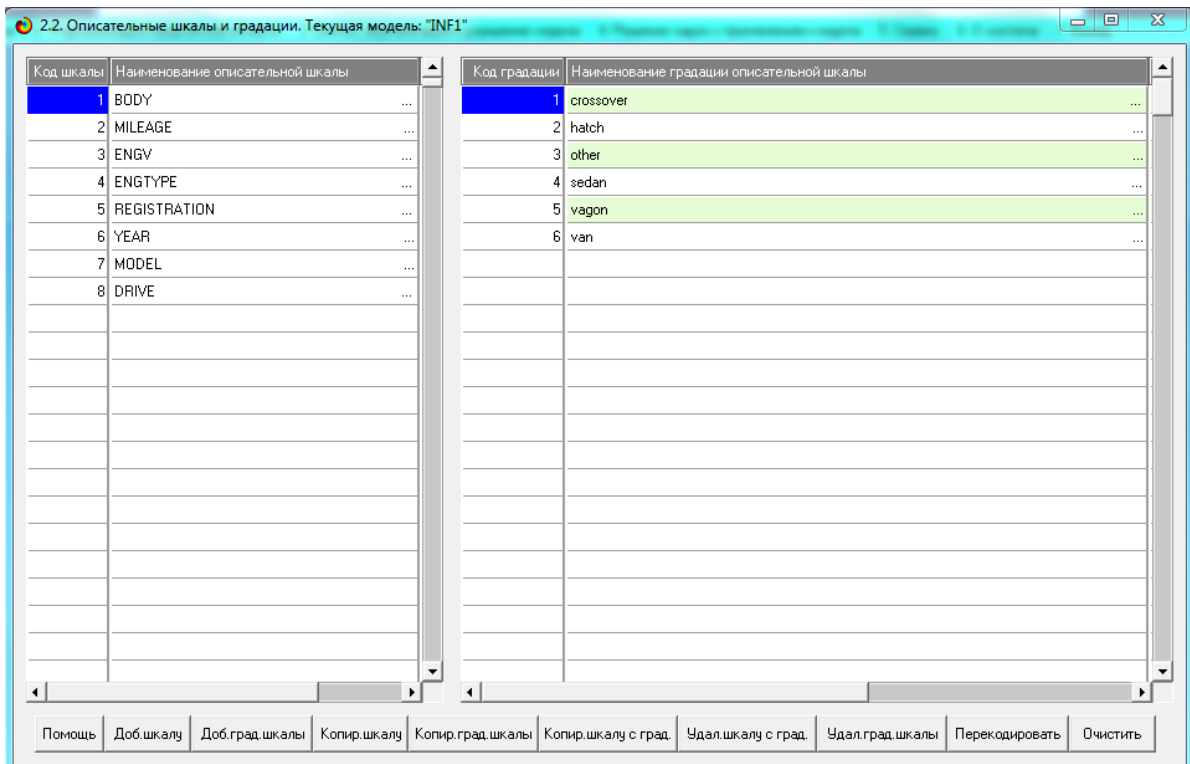 2.2. Описательные шкалы и градации. Текущая модель: "INF1"
Код шкалы Наименование описательной шкалы
1 BODY ...
2 MILEAGE ...
3 ENGV ...
4 ENGTYPE ...
5 REGISTRATION ...
6 YEAR ...
7 MODEL ...
8 DRIVE ...
Код градации Наименование градации описательной шкалы
1 crossover ...
2 hatch ...
3 other ...
4 sedan ...
5 vagon ...
6 van ...
Помощь Доб.шкалу Доб.град.шкалы Копир.шкалу Копир.град.шкалы Копир.шкалу с град. Удал.шкалу с град. Удал.град.шкалы Перекодировать Очистить